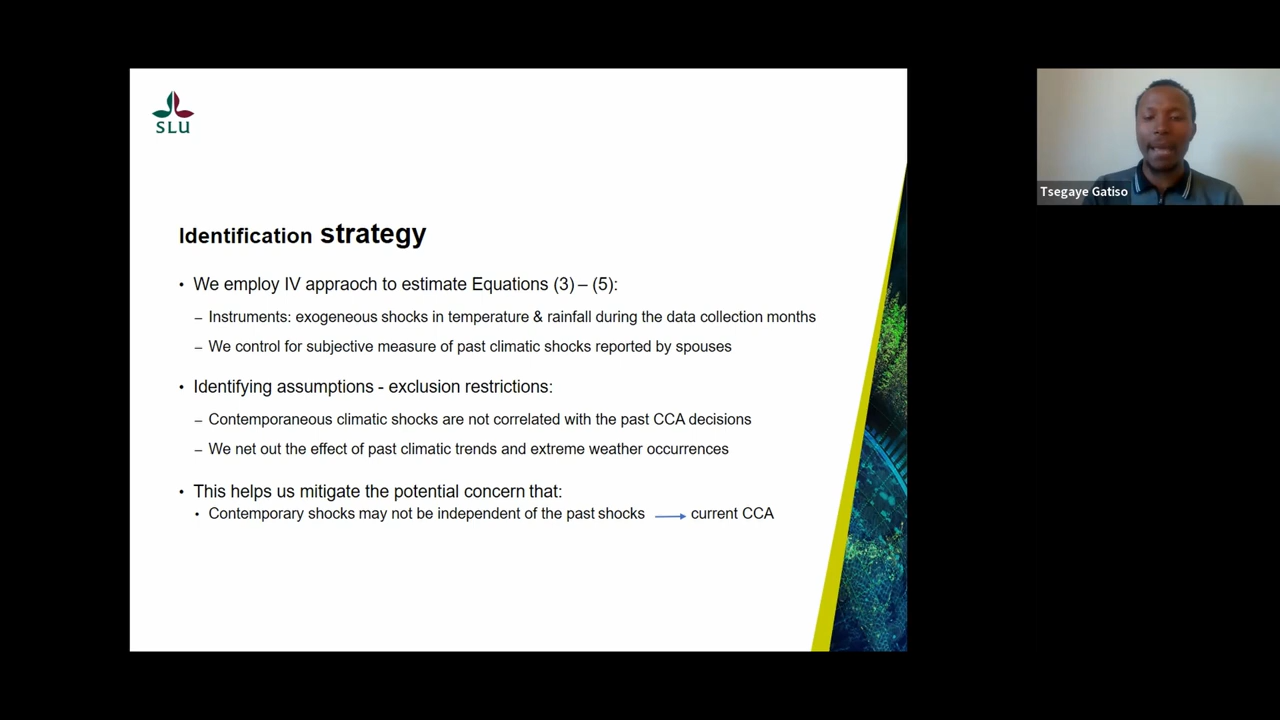 SLU
Tsegaye Gatiso
Identification strategy
• We employ IV appraoch to estimate Equations (3) – (5):
– Instruments: exogeneous shocks in temperature & rainfall during the data collection months
– We control for subjective measure of past climatic shocks reported by spouses
• Identifying assumptions - exclusion restrictions:
– Contemporaneous climatic shocks are not correlated with the past CCA decisions
– We net out the effect of past climatic trends and extreme weather occurrences
• This helps us mitigate the potential concern that:
• Contemporary shocks may not be independent of the past shocks → current CCA